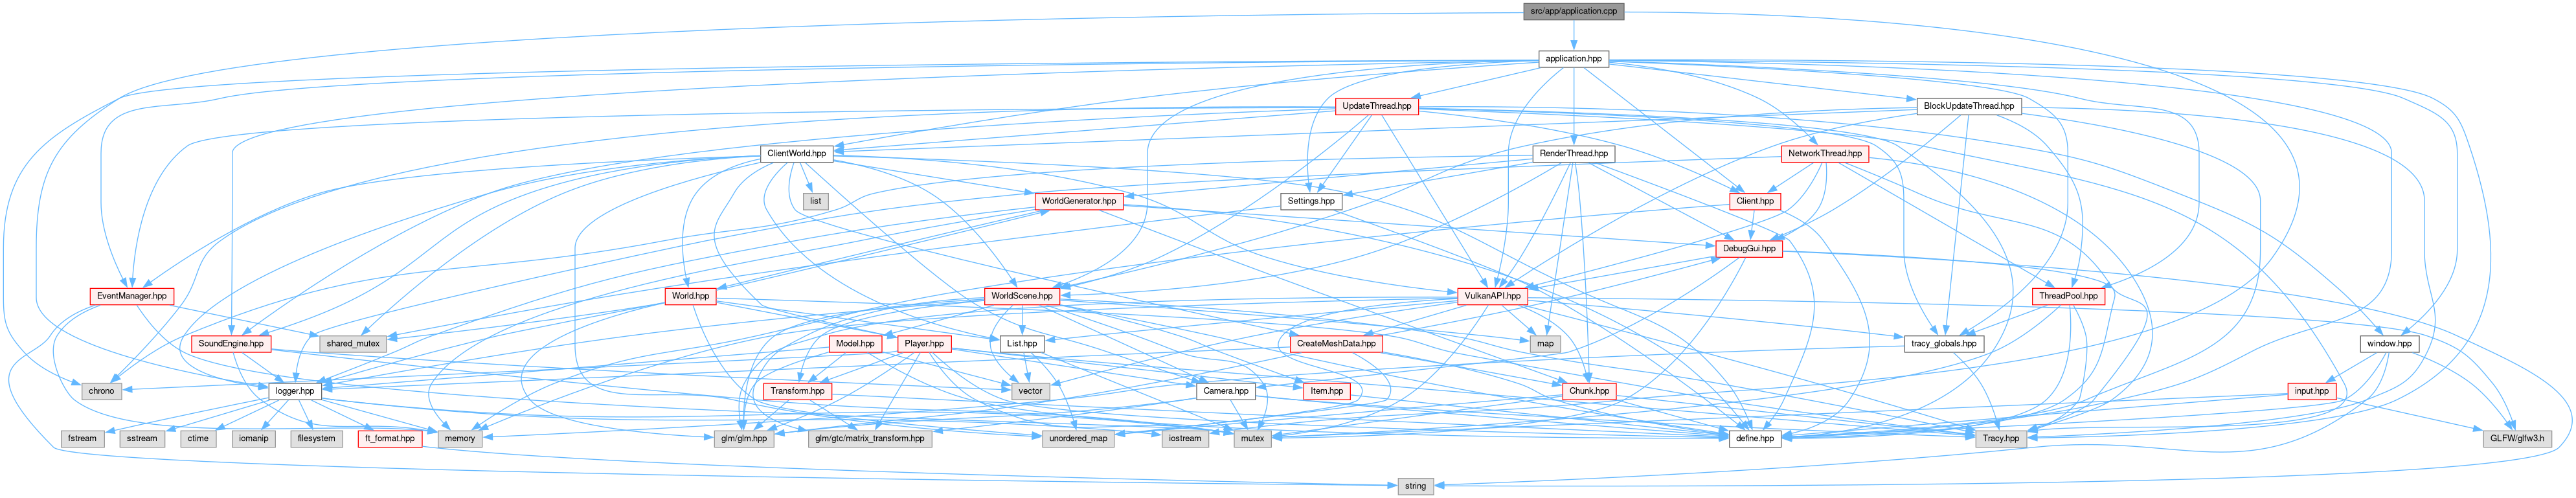 src/app/application.cpp
application.hpp
UpdateThread.hpp
BlockUpdateThread.hpp
ClientWorld.hpp
RenderThread.hpp
NetworkThread.hpp
list
WorldGenerator.hpp
Settings.hpp
Client.hpp
DebugGui.hpp
EventManager.hpp
World.hpp
WorldScene.hpp
VulkanAPI.hpp
ThreadPool.hpp
SoundEngine.hpp
shared_mutex
Model.hpp
Player.hpp
List.hpp
CreateMeshData.hpp
map
tracy_globals.hpp
window.hpp
chrono
logger.hpp
Transform.hpp
vector
Camera.hpp
Item.hpp
Chunk.hpp
input.hpp
fstream
sstream
ctime
iomanip
filesystem
ft_format.hpp
memory
glm/glm.hpp
glm/gtc/matrix_transform.hpp
unordered_map
iostream
mutex
define.hpp
Tracy.hpp
GLFW/glfw3.h
string